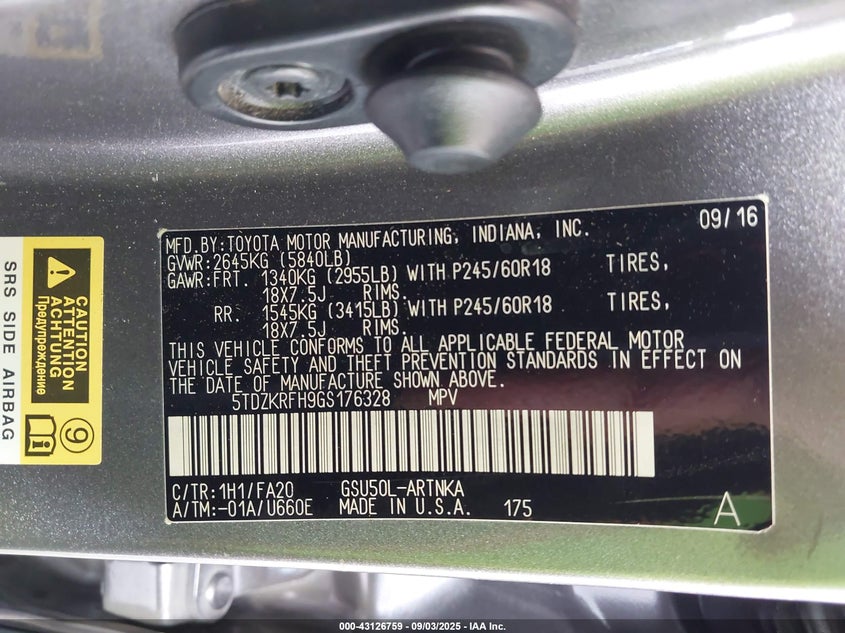 MFD.BY:TOYOTA MOTOR MANUFACTURING, INDIANA, INC. 09/16
GVWR:2645KG (5840LB)
GAWR:FRT. 1340KG (2955LB) WITH P245/60R18 TIRES,
18X7.5J RIMS.
RR. 1545KG (3415LB) WITH P245/60R18 TIRES,
18X7.5J RIMS.
THIS VEHICLE CONFORMS TO ALL APPLICABLE FEDERAL MOTOR
VEHICLE SAFETY AND THEFT PREVENTION STANDARDS IN EFFECT ON
THE DATE OF MANUFACTURE SHOWN ABOVE.
5TDZKRFH9GS176328 MPV
C/TR:1H1/FA20 GSU50L-ARTNKA
A/TM:-01A/U660E MADE IN U.S.A. 175 A
CAUTION
ATTENTION
ACHTUNG
Предупреждение
9
SRS SIDE AIRBAG
000-43126759 - 09/03/2025 - IAA Inc.